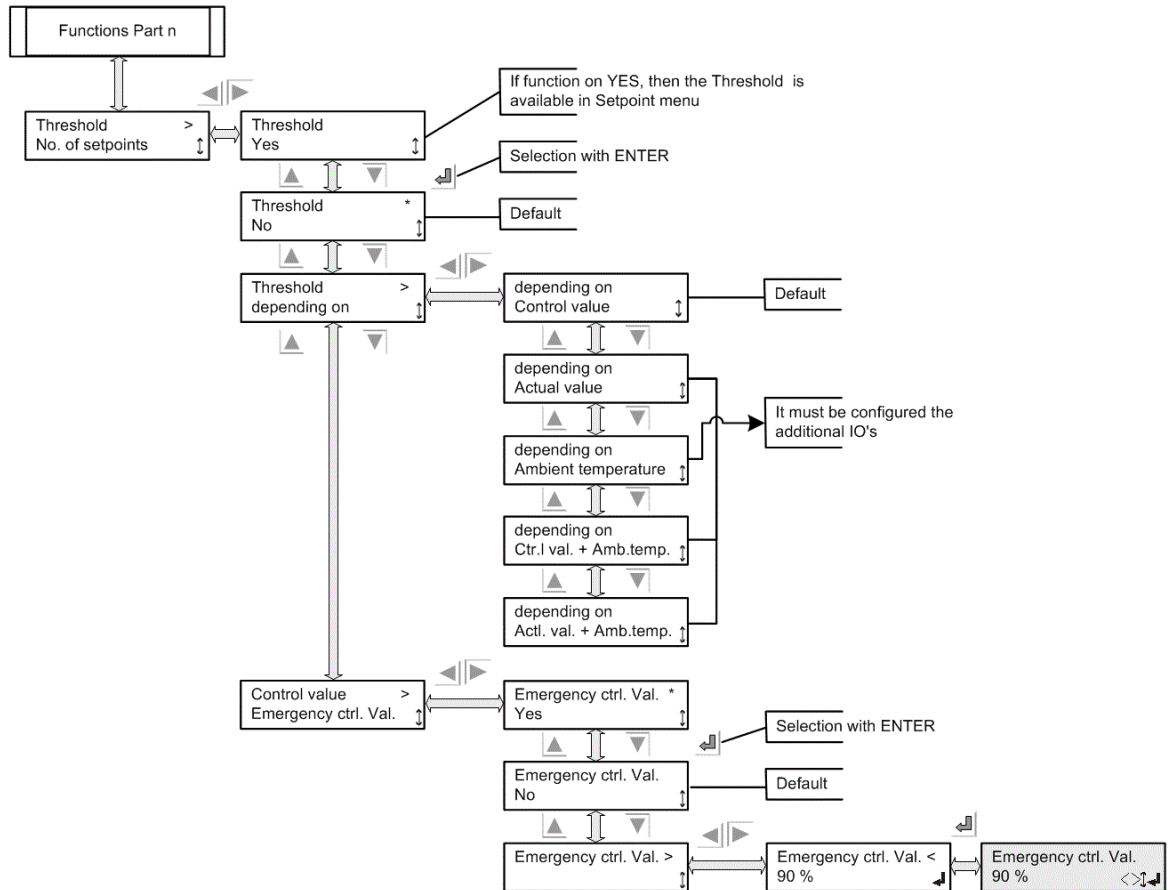 Functions Part n
If function on YES, then the Threshold is
available in Setpoint menu
Threshold >
No. of setpoints
Threshold
Yes
Selection with ENTER
Threshold *
No
Default
Threshold >
depending on
depending on
Control value
Default
depending on
Actual value
It must be configured the
additional IO's
depending on
Ambient temperature
depending on
Ctr.l val. + Amb.temp.
depending on
Actl. val. + Amb.temp.
Control value >
Emergency ctrl. Val.
Emergency ctrl. Val. *
Yes
Selection with ENTER
Emergency ctrl. Val.
No
Default
Emergency ctrl. Val. >
Emergency ctrl. Val. <
90 %
Emergency ctrl. Val.
90 % <>